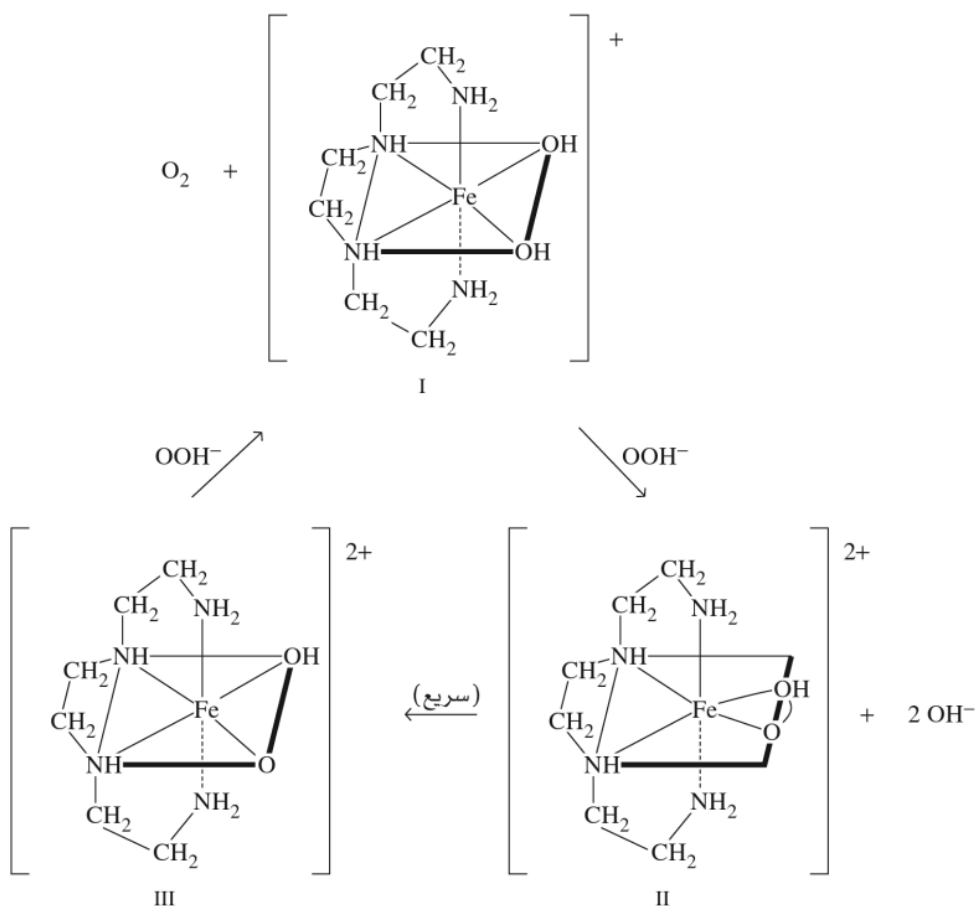 CH₂
+
CH₂ NH₂
NH OH
CH₂
O₂ + Fe
CH₂
NH OH
NH₂
CH₂
CH₂
I
OOH⁻ OOH⁻
2+ 2+
CH₂ CH₂
CH₂ NH₂ CH₂ NH₂
NH OH NH
CH₂ CH₂ OH
Fe (سريع) Fe + 2 OH⁻
CH₂ CH₂ O
NH O NH
NH₂ NH₂
CH₂ CH₂
CH₂ CH₂
III II